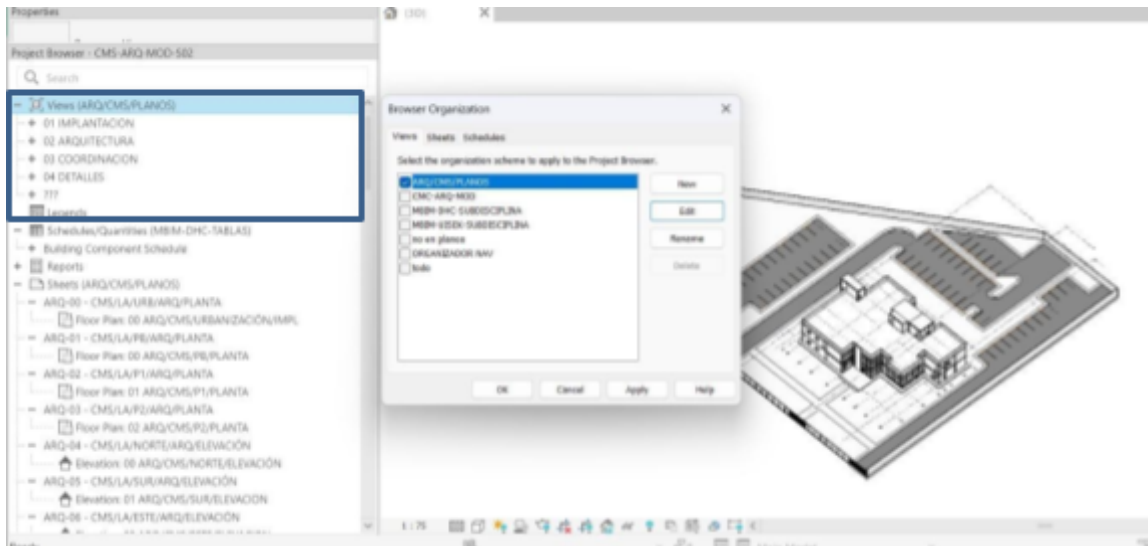 Properties
(3D)
Project Browser - CMS-ARQ-MOD-S02
Search
Views (ARQ/CMS/PLANOS)
01 IMPLANTACION
02 ARQUITECTURA
03 COORDINACION
04 DETALLES
???
Legends
Schedules/Quantities (MBIM-DHC-TABLAS)
Building Component Schedule
Reports
Sheets (ARQ/CMS/PLANOS)
ARQ-00 - CMS/LA/URB/ARQ/PLANTA
Floor Plan: 00 ARQ/CMS/URBANIZACIÓN/IMPL
ARQ-01 - CMS/LA/PB/ARQ/PLANTA
Floor Plan: 00 ARQ/CMS/PB/PLANTA
ARQ-02 - CMS/LA/P1/ARQ/PLANTA
Floor Plan: 01 ARQ/CMS/P1/PLANTA
ARQ-03 - CMS/LA/P2/ARQ/PLANTA
Floor Plan: 02 ARQ/CMS/P2/PLANTA
ARQ-04 - CMS/LA/NORTE/ARQ/ELEVACIÓN
Elevation: 00 ARQ/CMS/NORTE/ELEVACIÓN
ARQ-05 - CMS/LA/SUR/ARQ/ELEVACIÓN
Elevation: 01 ARQ/CMS/SUR/ELEVACION
ARQ-06 - CMS/LA/ESTE/ARQ/ELEVACIÓN
Browser Organization
Views Sheets Schedules
Select the organization scheme to apply to the Project Browser.
ARQ/CMS/PLANOS
CMC-ARQ-MOD
MBIM-DHC-SUBDISCIPLINA
SUBDISCIPLINA
no en planos
ORGANIZADOR NAV
todo
New
Edit
Rename
Delete
OK Cancel Apply Help
1 : 75